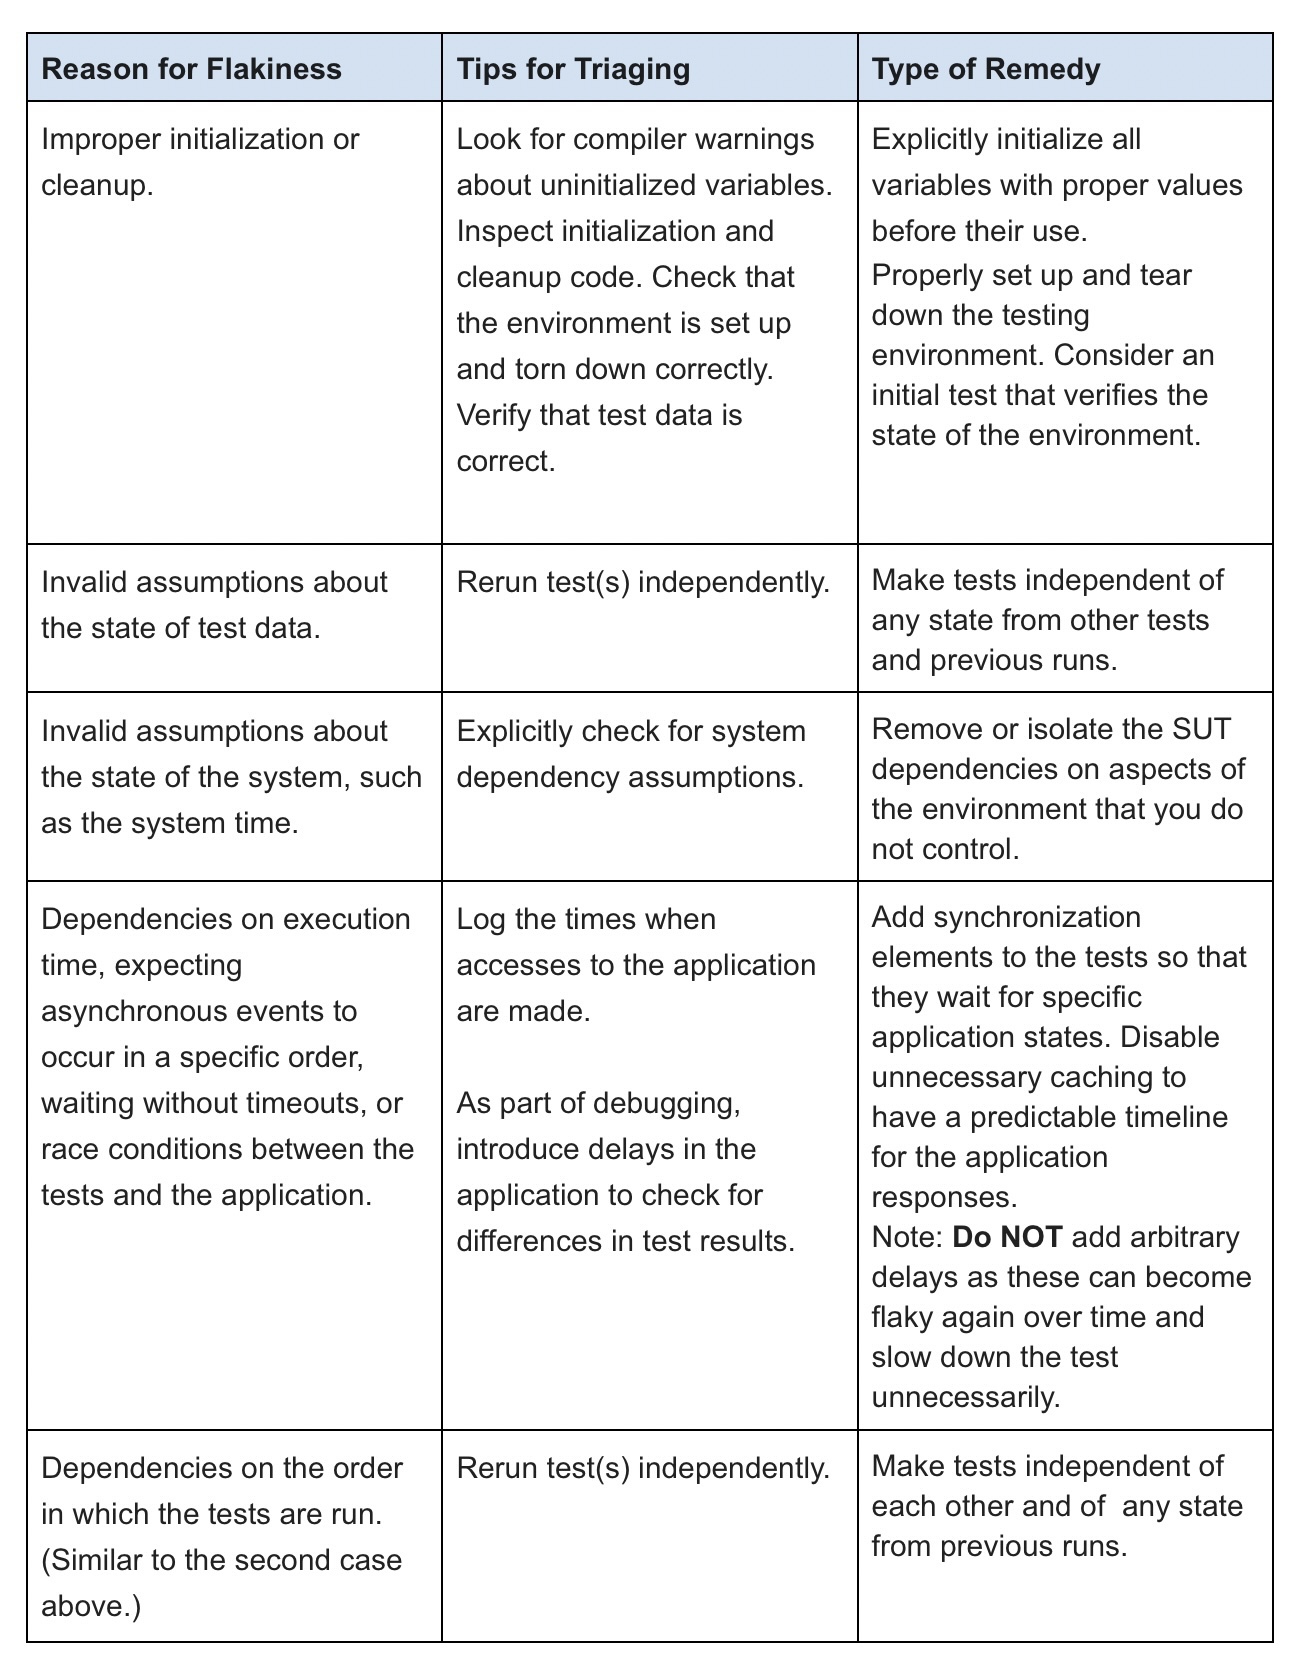 Reason for Flakiness
Tips for Triaging
Type of Remedy
Improper initialization or
cleanup.
Look for compiler warnings
about uninitialized variables.
Inspect initialization and
cleanup code. Check that
the environment is set up
and torn down correctly.
Verify that test data is
correct.
Explicitly initialize all
variables with proper values
before their use.
Properly set up and tear
down the testing
environment. Consider an
initial test that verifies the
state of the environment.
Invalid assumptions about
the state of test data.
Rerun test(s) independently.
Make tests independent of
any state from other tests
and previous runs.
Invalid assumptions about
the state of the system, such
as the system time.
Explicitly check for system
dependency assumptions.
Remove or isolate the SUT
dependencies on aspects of
the environment that you do
not control.
Dependencies on execution
time, expecting
asynchronous events to
occur in a specific order,
waiting without timeouts, or
race conditions between the
tests and the application.
Log the times when
accesses to the application
are made.
As part of debugging,
introduce delays in the
application to check for
differences in test results.
Add synchronization
elements to the tests so that
they wait for specific
application states. Disable
unnecessary caching to
have a predictable timeline
for the application
responses.
Note: Do NOT add arbitrary
delays as these can become
flaky again over time and
slow down the test
unnecessarily.
Dependencies on the order
in which the tests are run.
(Similar to the second case
above.)
Rerun test(s) independently.
Make tests independent of
each other and of  any state
from previous runs.